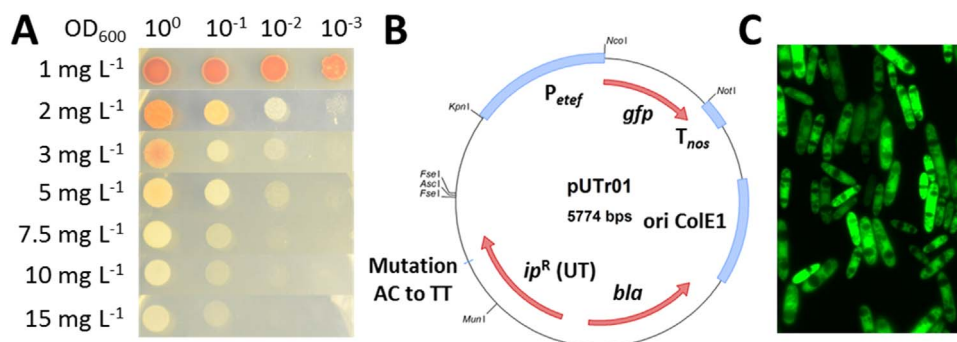 A
OD600 10⁰ 10⁻¹ 10⁻² 10⁻³
1 mg L⁻¹
2 mg L⁻¹
3 mg L⁻¹
5 mg L⁻¹
7.5 mg L⁻¹
10 mg L⁻¹
15 mg L⁻¹
B
NcoI
Petef
gfp
NotI
Tnos
KpnI
FseI
AscI
FseI
pUTr01
5774 bps
ori ColE1
Mutation
AC to TT
ipᴿ (UT)
bla
MunI
C